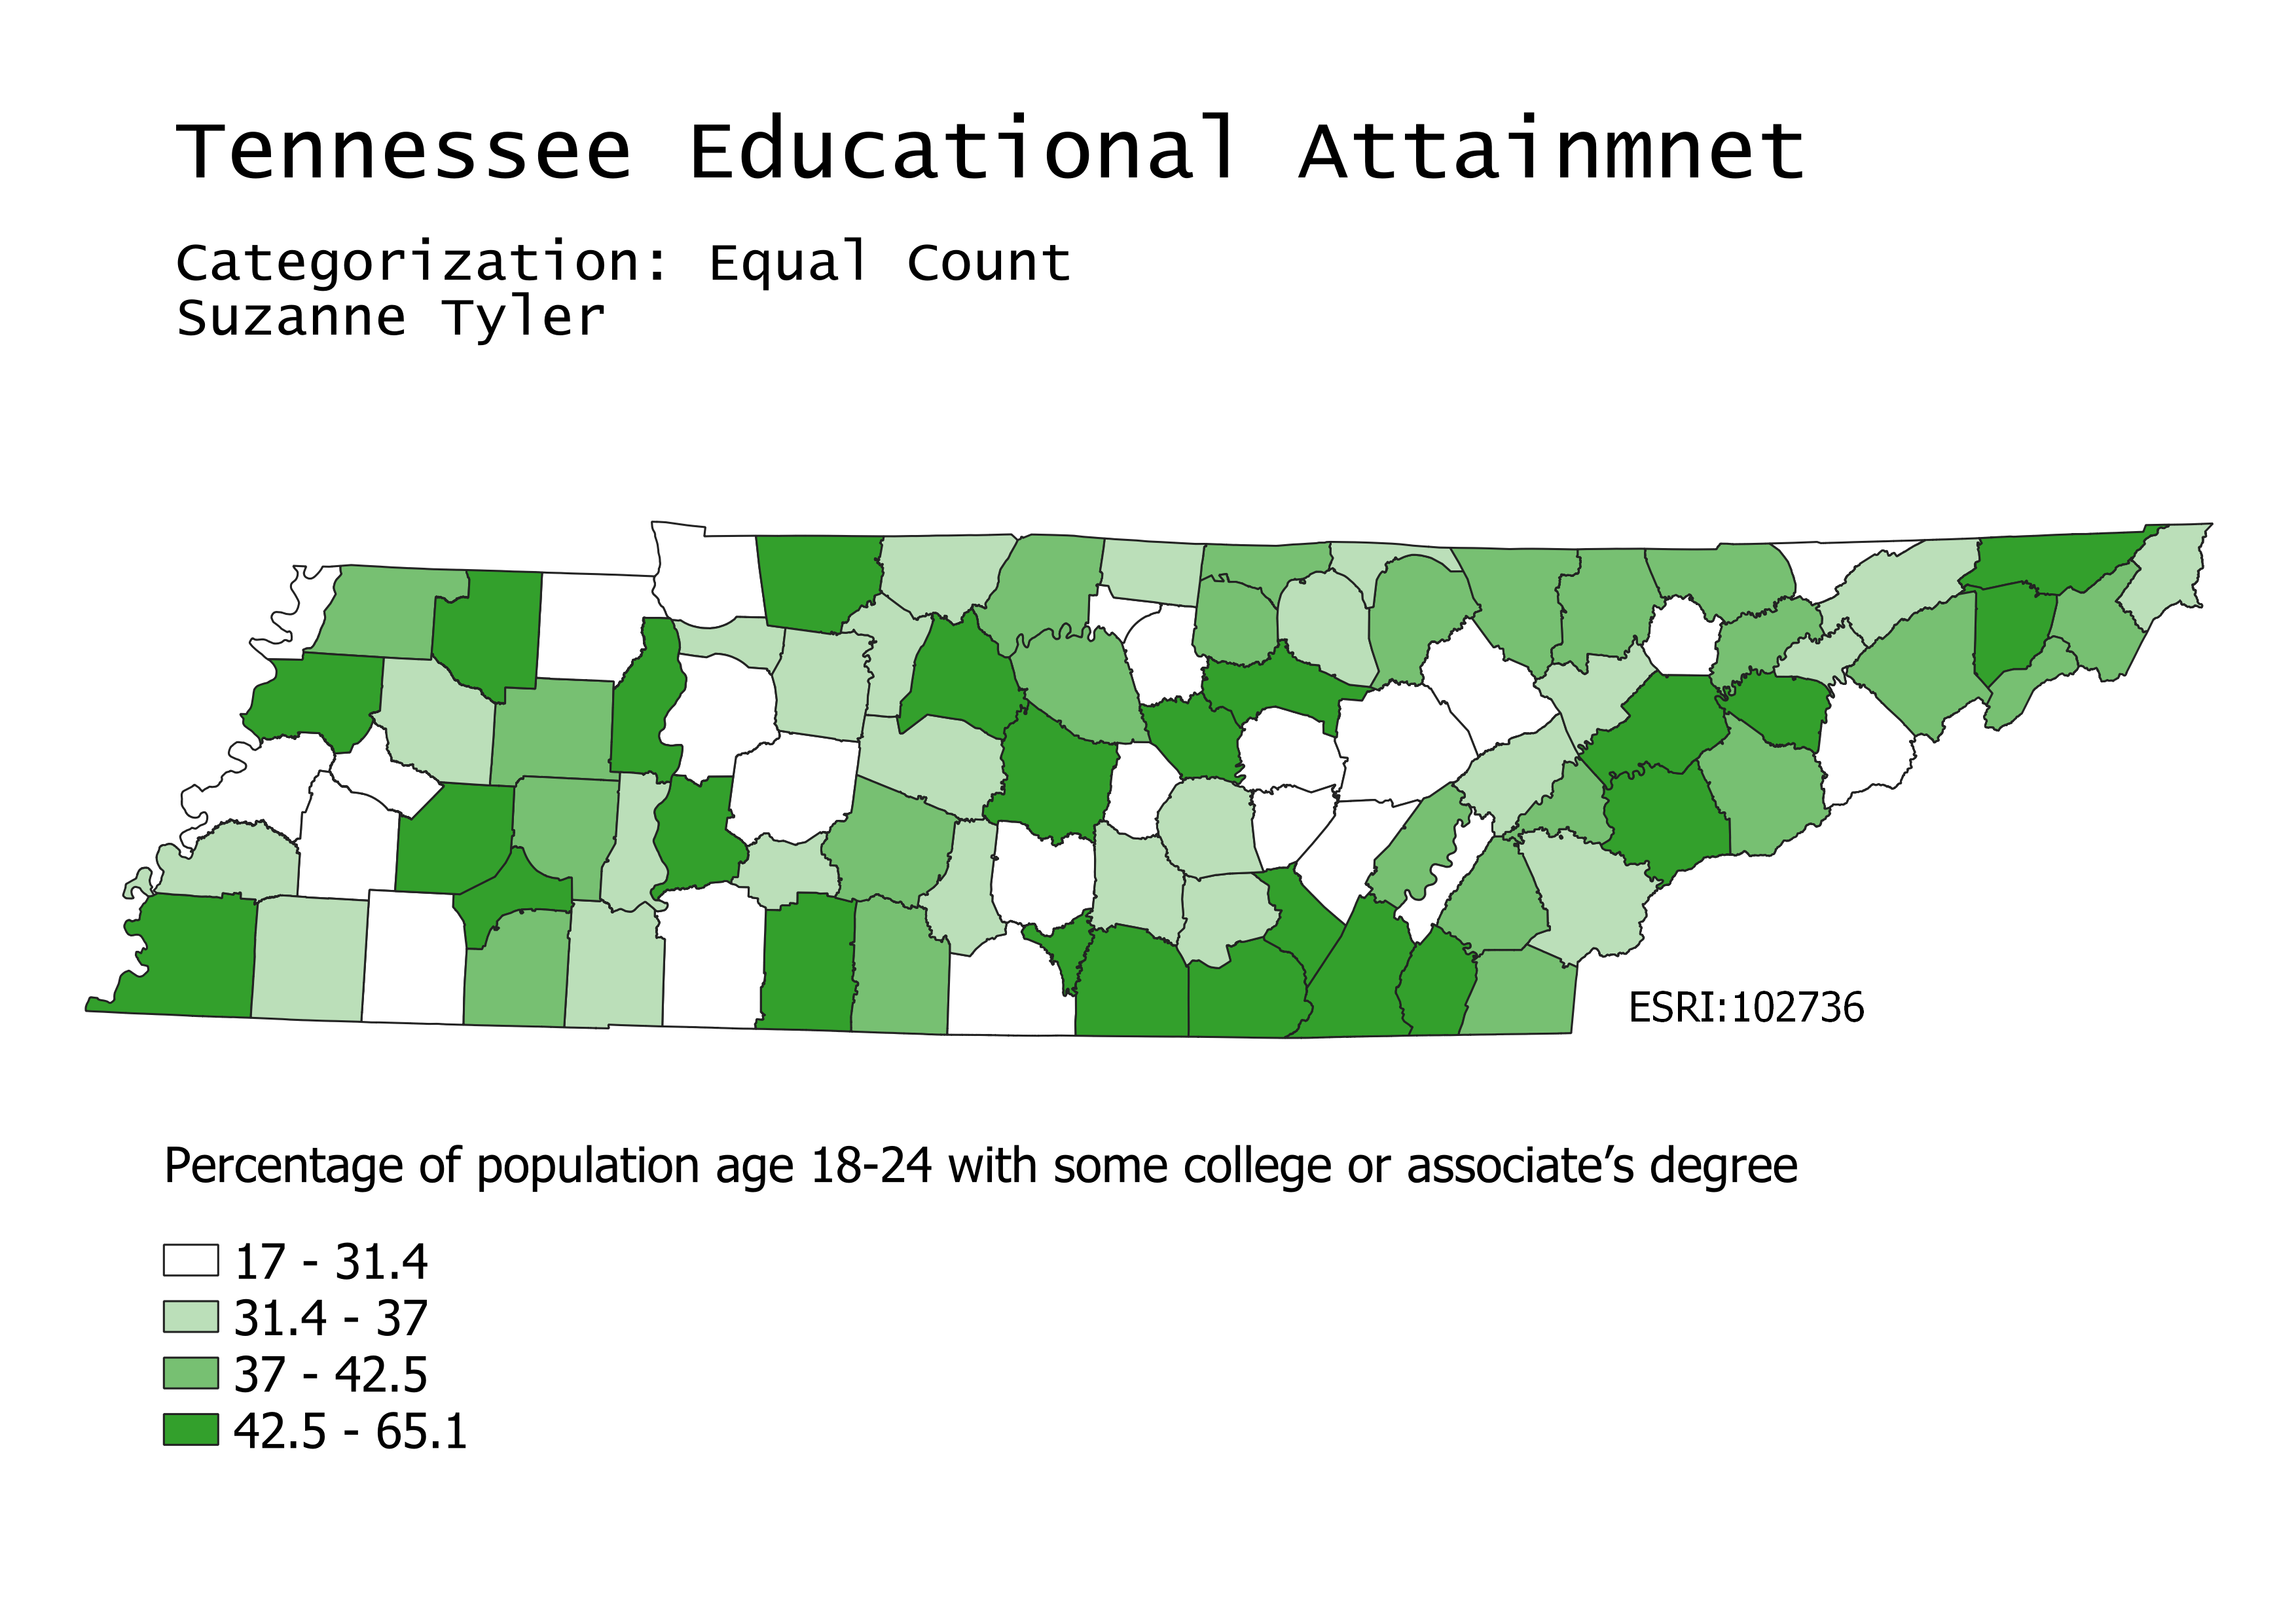 Tennessee Educational Attainmnet
Categorization: Equal Count
Suzanne Tyler
ESRI:102736
Percentage of population age 18-24 with some college or associate’s degree
17 - 31.4
31.4 - 37
37 - 42.5
42.5 - 65.1